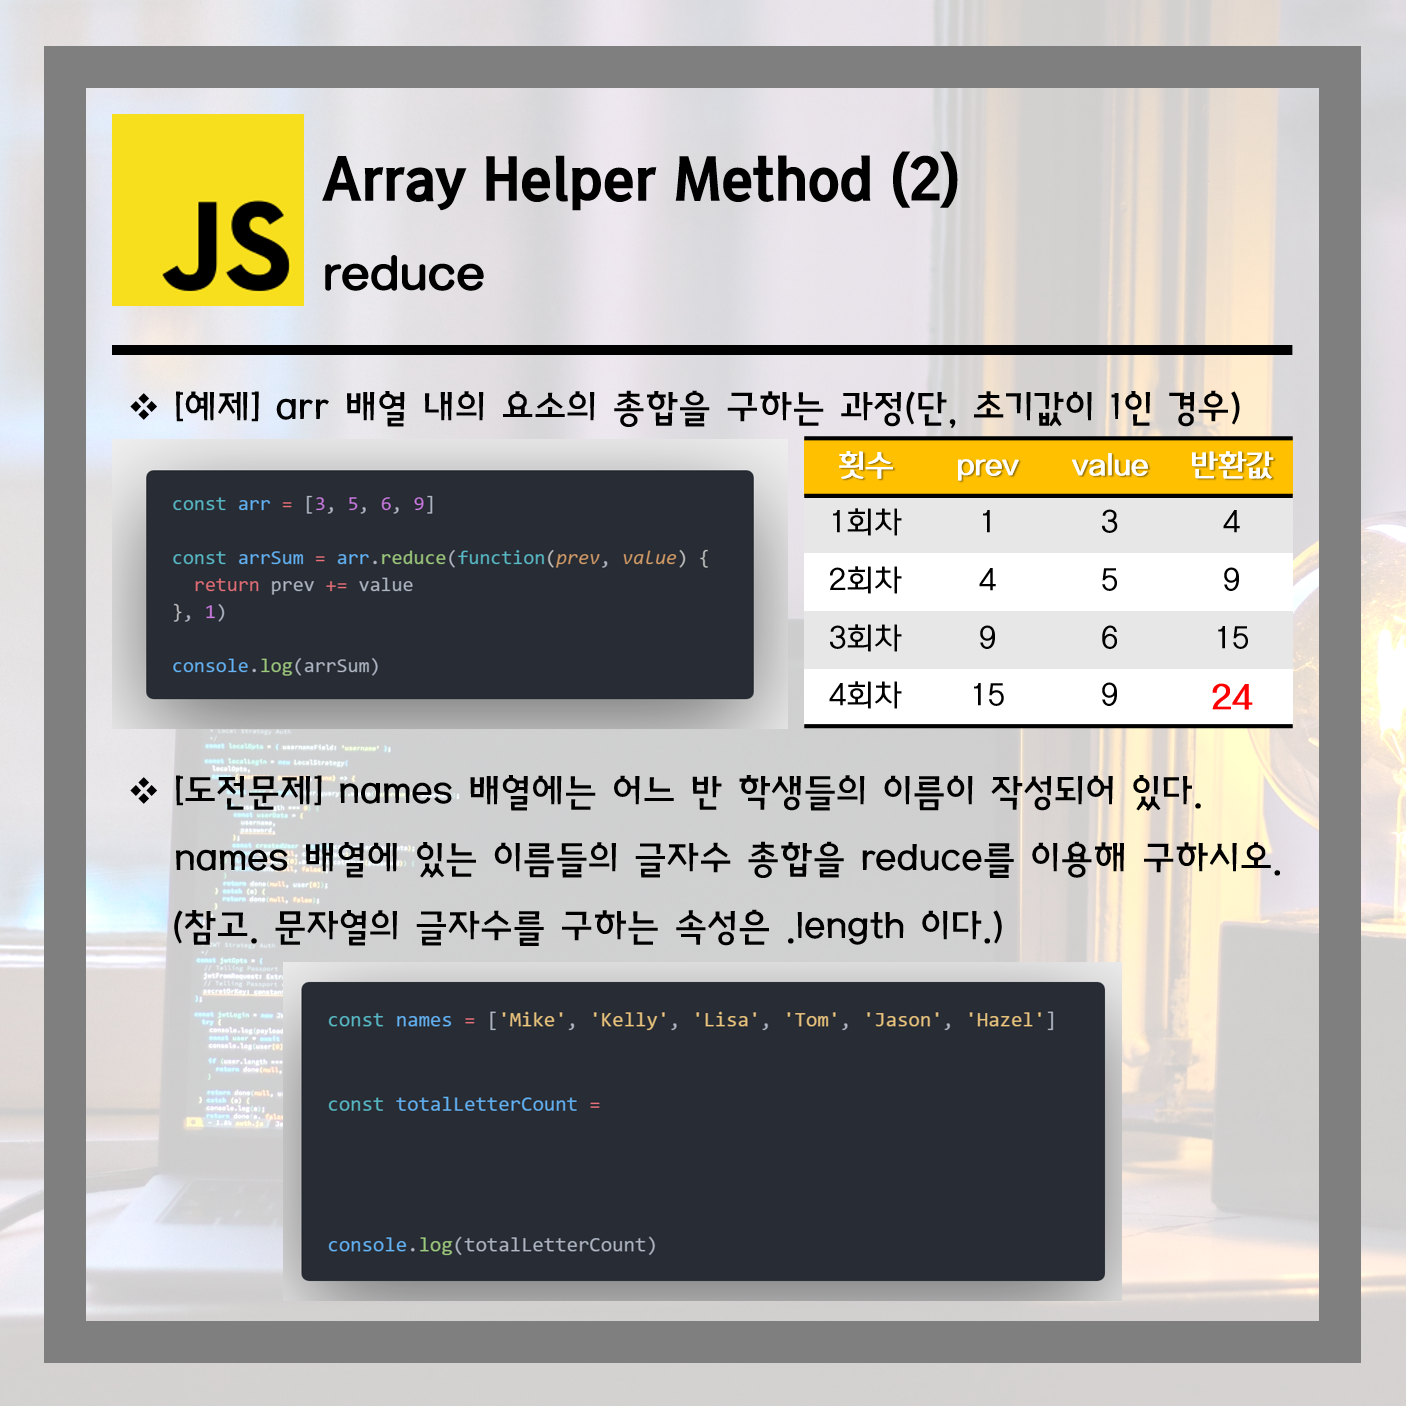 JS
Array Helper Method (2)
reduce
❖ [예제] arr 배열 내의 요소의 총합을 구하는 과정(단, 초기값이 1인 경우)
const arr = [3, 5, 6, 9]
const arrSum = arr.reduce(function(prev, value) {
return prev += value
}, 1)
console.log(arrSum)
횟수 prev value 반환값
1회차 1 3 4
2회차 4 5 9
3회차 9 6 15
4회차 15 9 24
❖ [도전문제] names 배열에는 어느 반 학생들의 이름이 작성되어 있다.
names 배열에 있는 이름들의 글자수 총합을 reduce를 이용해 구하시오.
(참고. 문자열의 글자수를 구하는 속성은 .length 이다.)
const names = ['Mike', 'Kelly', 'Lisa', 'Tom', 'Jason', 'Hazel']
const totalLetterCount =
console.log(totalLetterCount)